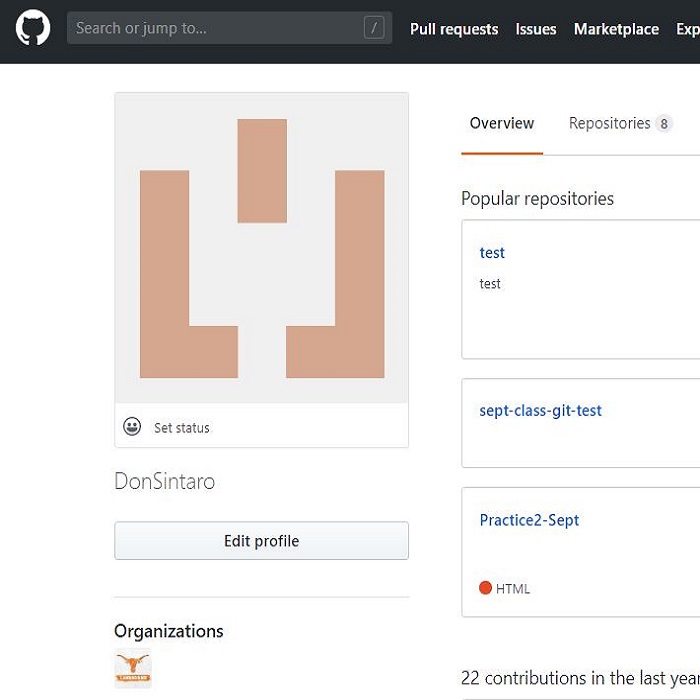 Search or jump to... /
Pull requests Issues Marketplace Exp
Overview Repositories 8
Popular repositories
test
test
sept-class-git-test
Practice2-Sept
HTML
22 contributions in the last year
Set status
DonSintaro
Edit profile
Organizations